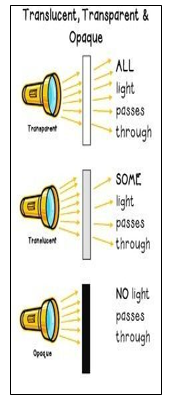 Translucent, Transparent &
Opaque
ALL
light
passes
through
Transparent
SOME
light
passes
through
Translucent
NO light
passes
through
Opaque